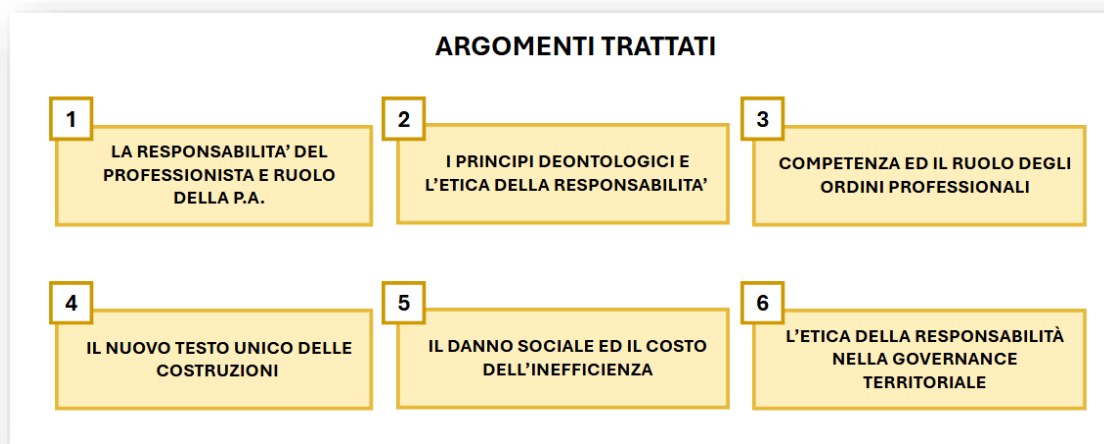 ARGOMENTI TRATTATI
1
LA RESPONSABILITA’ DEL
PROFESSIONISTA E RUOLO
DELLA P.A.
2
I PRINCIPI DEONTOLOGICI E
L’ETICA DELLA RESPONSABILITA’
3
COMPETENZA ED IL RUOLO DEGLI
ORDINI PROFESSIONALI
4
IL NUOVO TESTO UNICO DELLE
COSTRUZIONI
5
IL DANNO SOCIALE ED IL COSTO
DELL’INEFFICIENZA
6
L’ETICA DELLA RESPONSABILITÀ
NELLA GOVERNANCE
TERRITORIALE